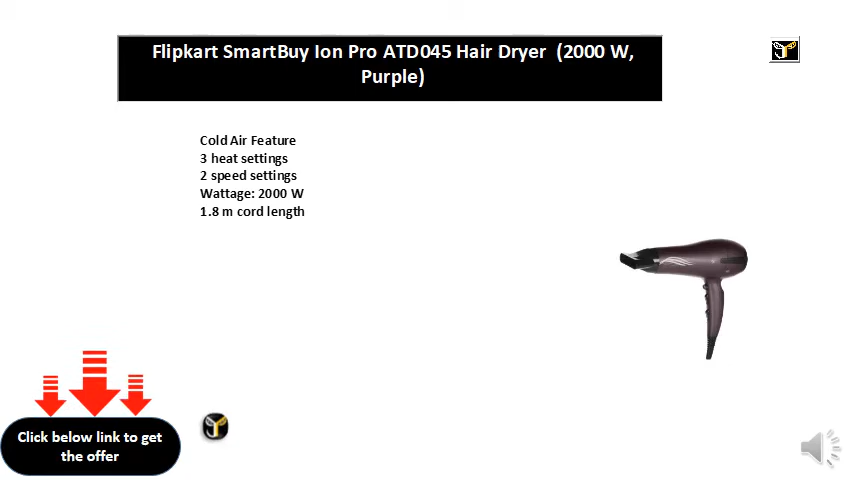 Flipkart SmartBuy Ion Pro ATD045 Hair Dryer (2000 W,
Purple)
Cold Air Feature
3 heat settings
2 speed settings
Wattage: 2000 W
1.8 m cord length
Click below link to get
the offer